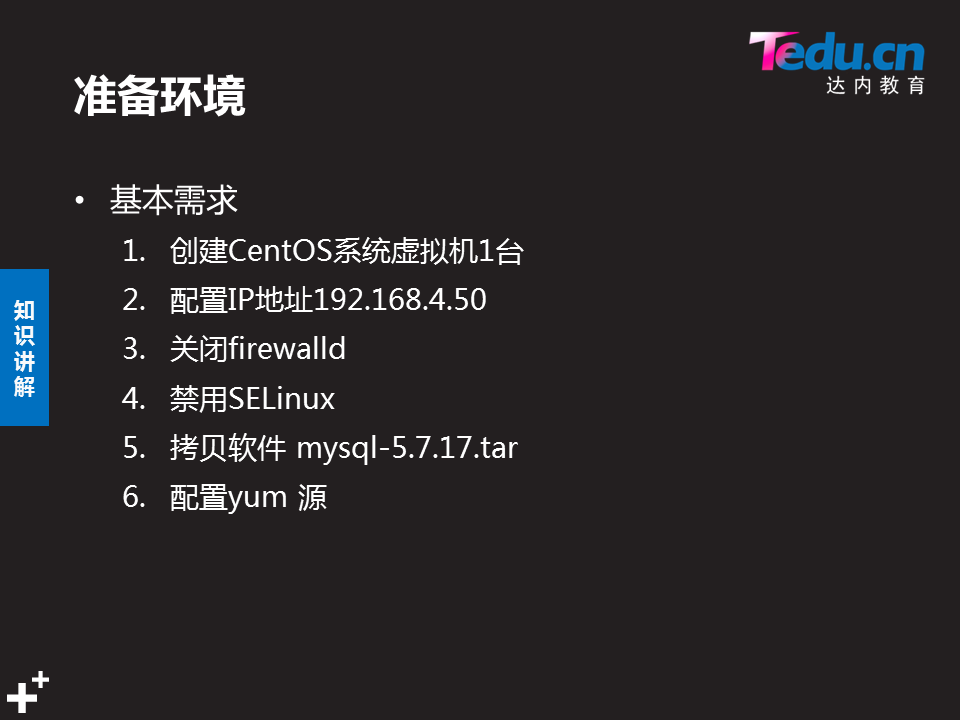 Tedu.cn
达内教育
准备环境
• 基本需求
1. 创建CentOS系统虚拟机1台
2. 配置IP地址192.168.4.50
3. 关闭firewalld
4. 禁用SELinux
5. 拷贝软件 mysql-5.7.17.tar
6. 配置yum 源
知识讲解